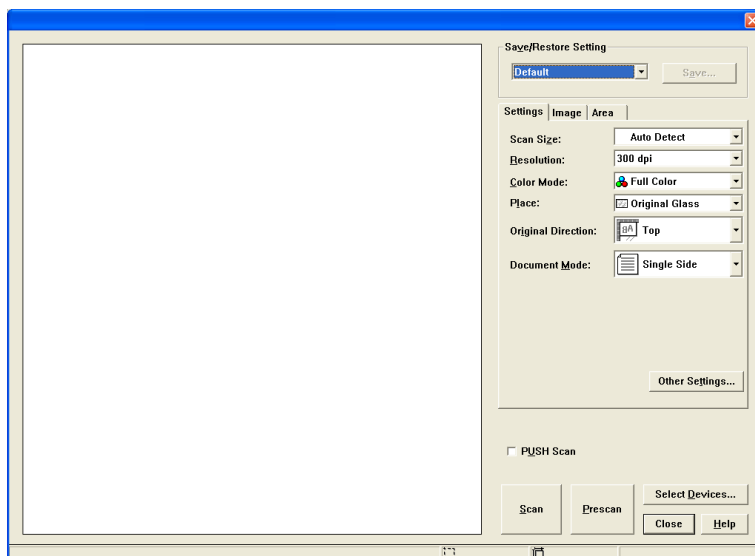 Save/Restore Setting
Default
Save...
Settings
Image
Area
Scan Size:
Auto Detect
Resolution:
300 dpi
Color Mode:
Full Color
Place:
Original Glass
Original Direction:
Top
Document Mode:
Single Side
Other Settings...
PUSH Scan
Scan
Prescan
Select Devices...
Close
Help